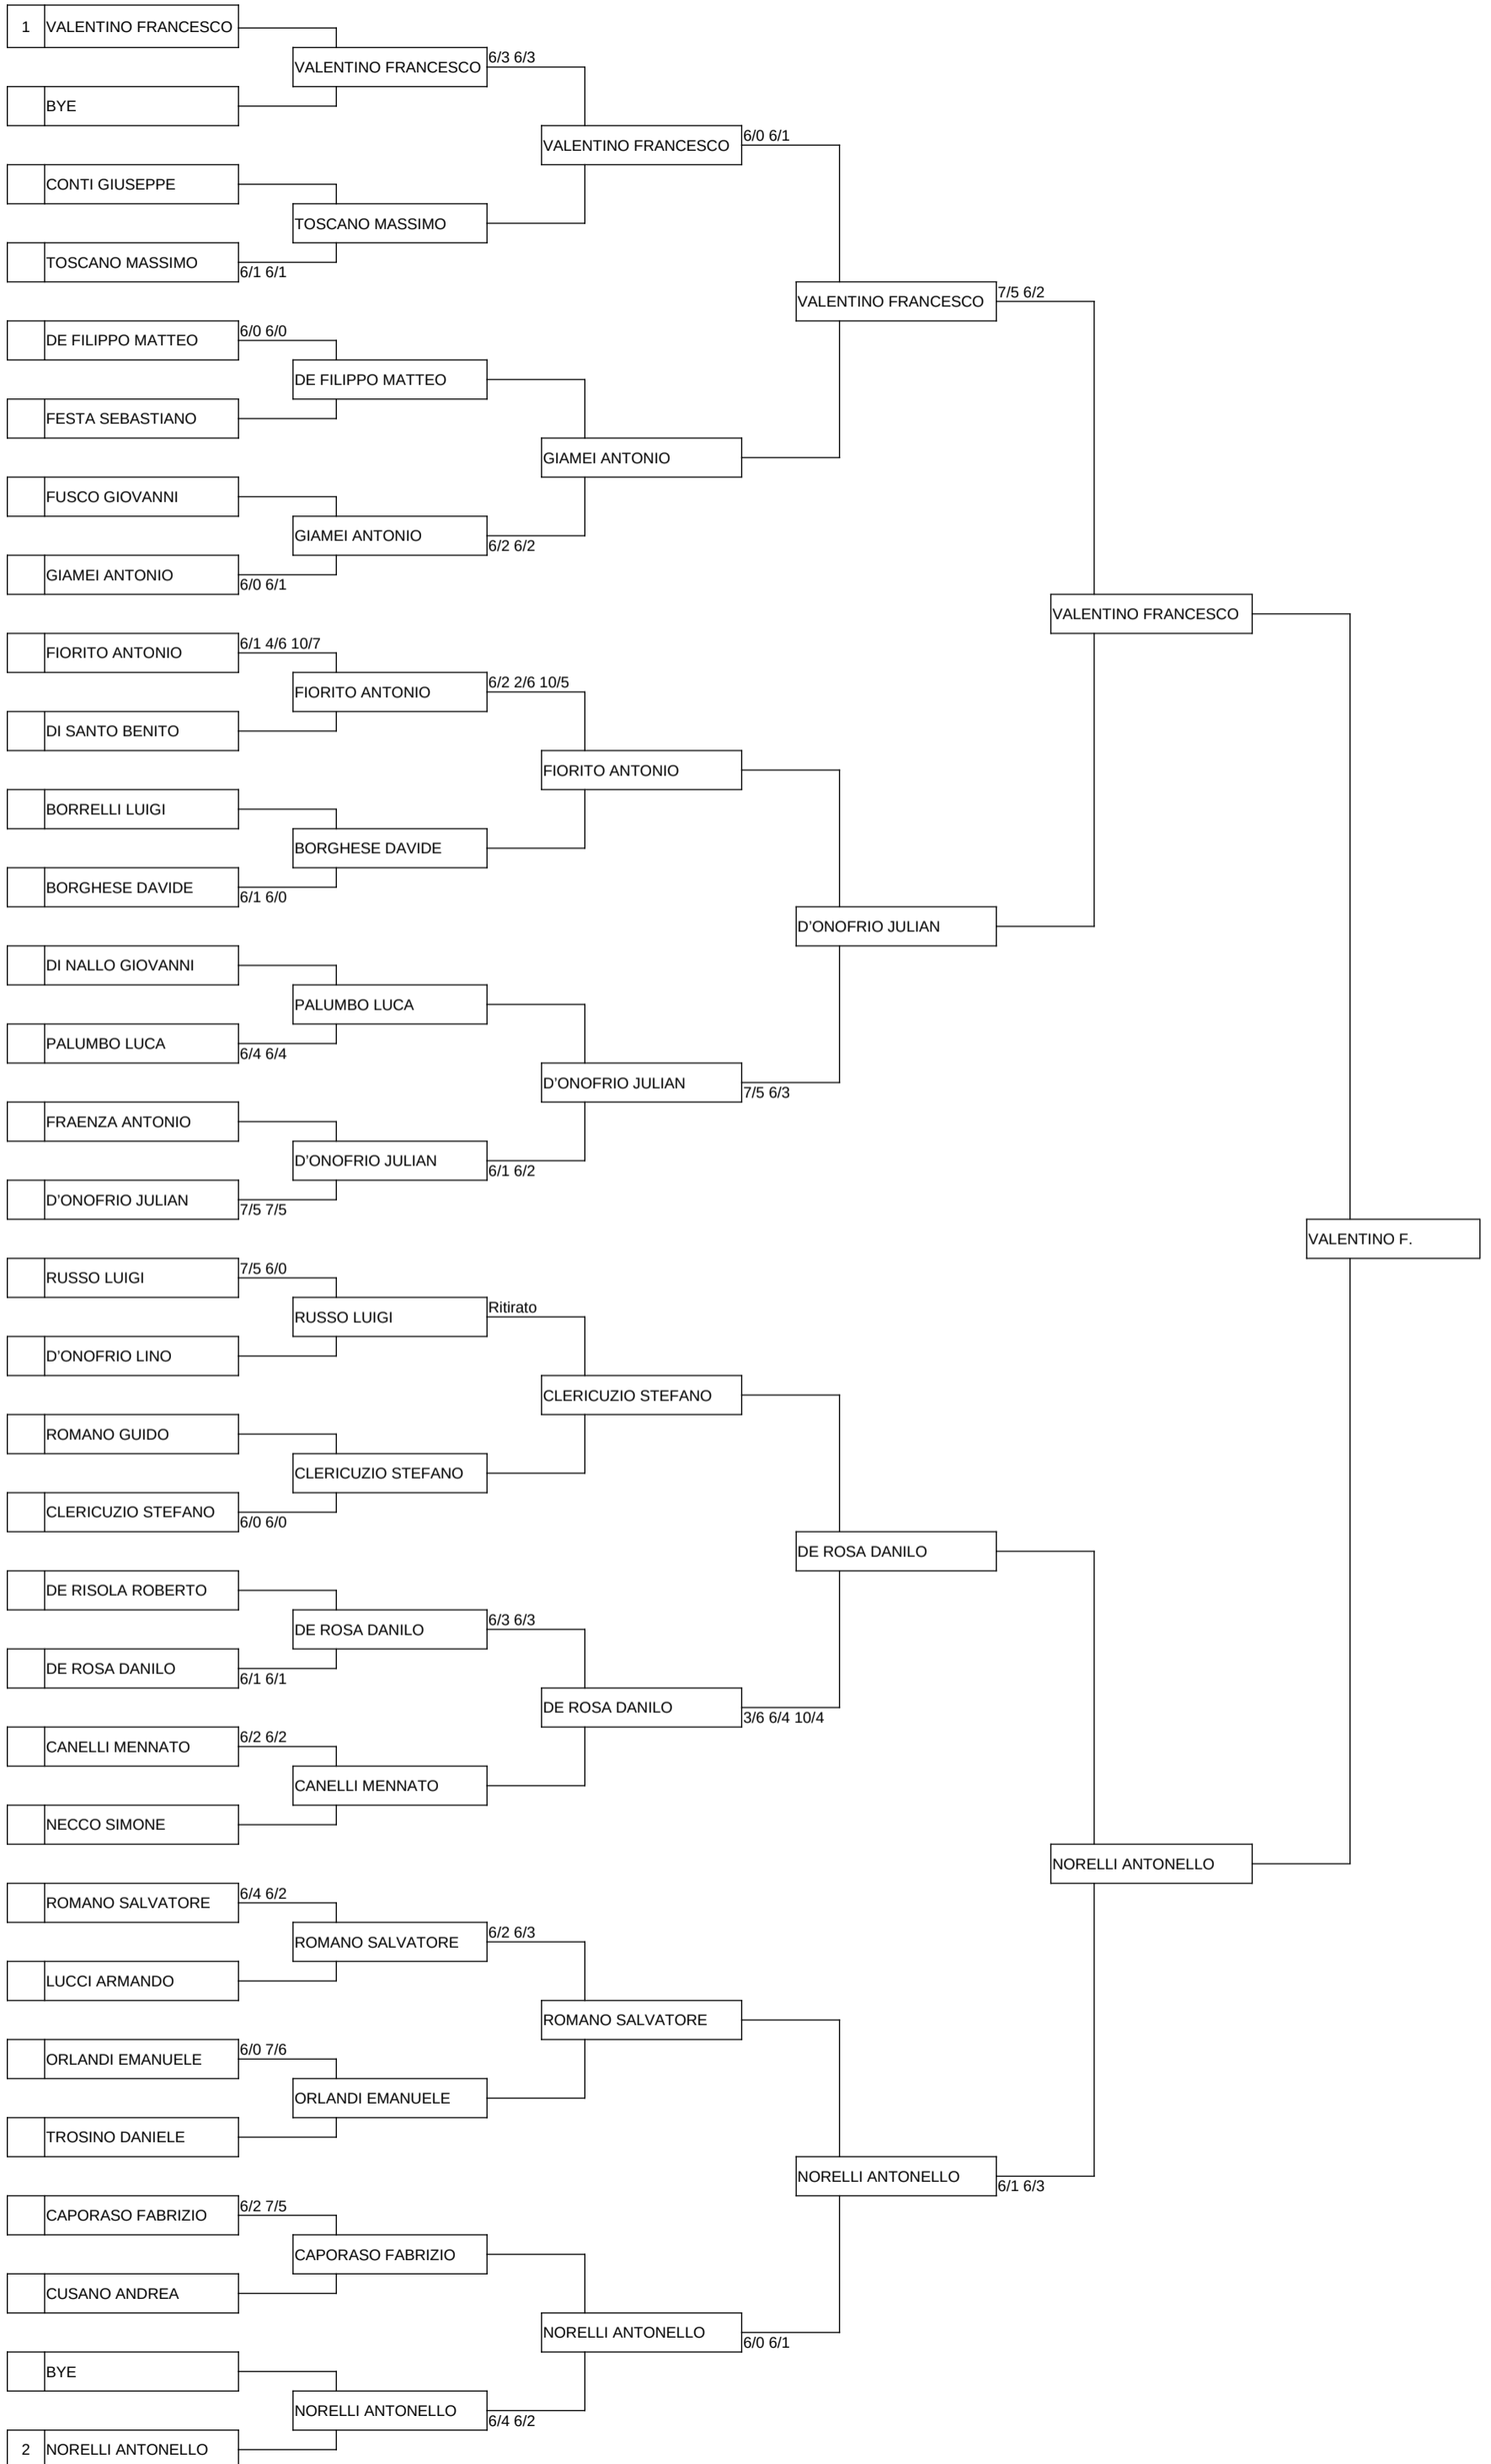 1 VALENTINO FRANCESCO
VALENTINO FRANCESCO 6/3 6/3
BYE
VALENTINO FRANCESCO 6/0 6/1
CONTI GIUSEPPE
TOSCANO MASSIMO
TOSCANO MASSIMO 6/1 6/1
VALENTINO FRANCESCO 7/5 6/2
DE FILIPPO MATTEO 6/0 6/0
DE FILIPPO MATTEO
FESTA SEBASTIANO
GIAMEI ANTONIO
FUSCO GIOVANNI
GIAMEI ANTONIO 6/2 6/2
GIAMEI ANTONIO 6/0 6/1
VALENTINO FRANCESCO
FIORITO ANTONIO 6/1 4/6 10/7
FIORITO ANTONIO 6/2 2/6 10/5
DI SANTO BENITO
FIORITO ANTONIO
BORRELLI LUIGI
BORGHESE DAVIDE
BORGHESE DAVIDE 6/1 6/0
D'ONOFRIO JULIAN
DI NALLO GIOVANNI
PALUMBO LUCA
PALUMBO LUCA 6/4 6/4
D'ONOFRIO JULIAN 7/5 6/3
FRAENZA ANTONIO
D'ONOFRIO JULIAN 6/1 6/2
D'ONOFRIO JULIAN 7/5 7/5
VALENTINO F.
RUSSO LUIGI 7/5 6/0
RUSSO LUIGI Ritirato
D'ONOFRIO LINO
CLERICUZIO STEFANO
ROMANO GUIDO
CLERICUZIO STEFANO
CLERICUZIO STEFANO 6/0 6/0
DE ROSA DANILO
DE RISOLA ROBERTO
DE ROSA DANILO 6/3 6/3
DE ROSA DANILO 6/1 6/1
DE ROSA DANILO 3/6 6/4 10/4
CANELLI MENNATO 6/2 6/2
CANELLI MENNATO
NECCO SIMONE
NORELLI ANTONELLO
ROMANO SALVATORE 6/4 6/2
ROMANO SALVATORE 6/2 6/3
LUCCI ARMANDO
ROMANO SALVATORE
ORLANDI EMANUELE 6/0 7/6
ORLANDI EMANUELE
TROSINO DANIELE
NORELLI ANTONELLO 6/1 6/3
CAPORASO FABRIZIO 6/2 7/5
CAPORASO FABRIZIO
CUSANO ANDREA
NORELLI ANTONELLO 6/0 6/1
BYE
NORELLI ANTONELLO 6/4 6/2
2 NORELLI ANTONELLO